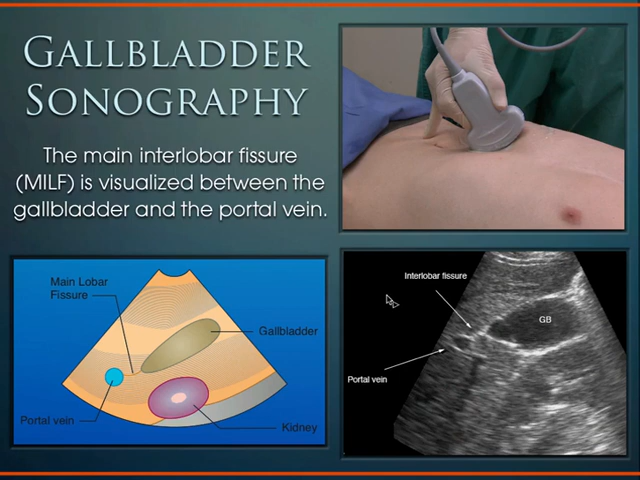 GALLBLADDER
SONOGRAPHY
The main interlobar fissure
(MILF) is visualized between the
gallbladder and the portal vein.
Main Lobar
Fissure
Gallbladder
Portal vein
Kidney
Interlobar fissure
GB
Portal vein